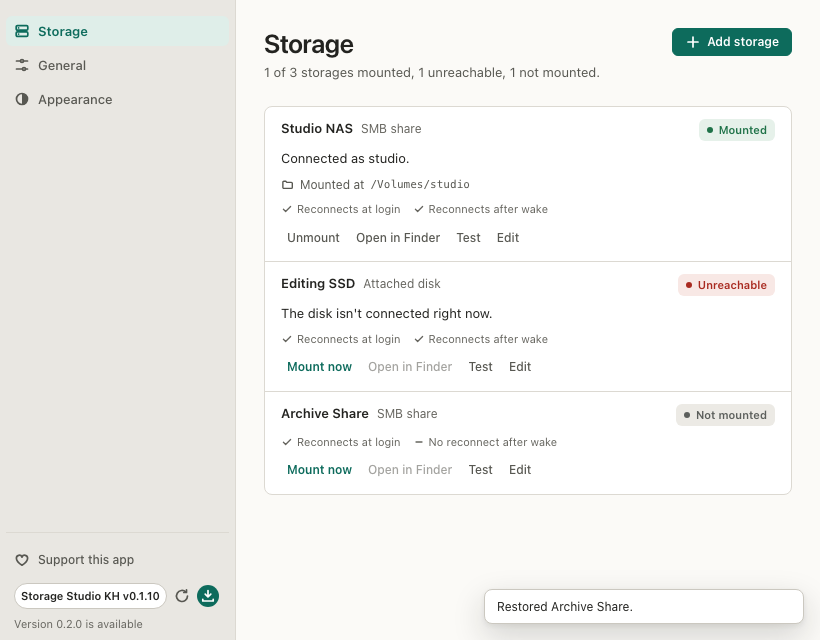 Storage
General
Appearance
Support this app
Storage Studio KH v0.1.10
Version 0.2.0 is available
Storage
Add storage
1 of 3 storages mounted, 1 unreachable, 1 not mounted.
Studio NAS SMB share
Mounted
Connected as studio.
Mounted at /Volumes/studio
Reconnects at login Reconnects after wake
Unmount Open in Finder Test Edit
Editing SSD Attached disk
Unreachable
The disk isn't connected right now.
Reconnects at login Reconnects after wake
Mount now Open in Finder Test Edit
Archive Share SMB share
Not mounted
Reconnects at login No reconnect after wake
Mount now Open in Finder Test Edit
Restored Archive Share.